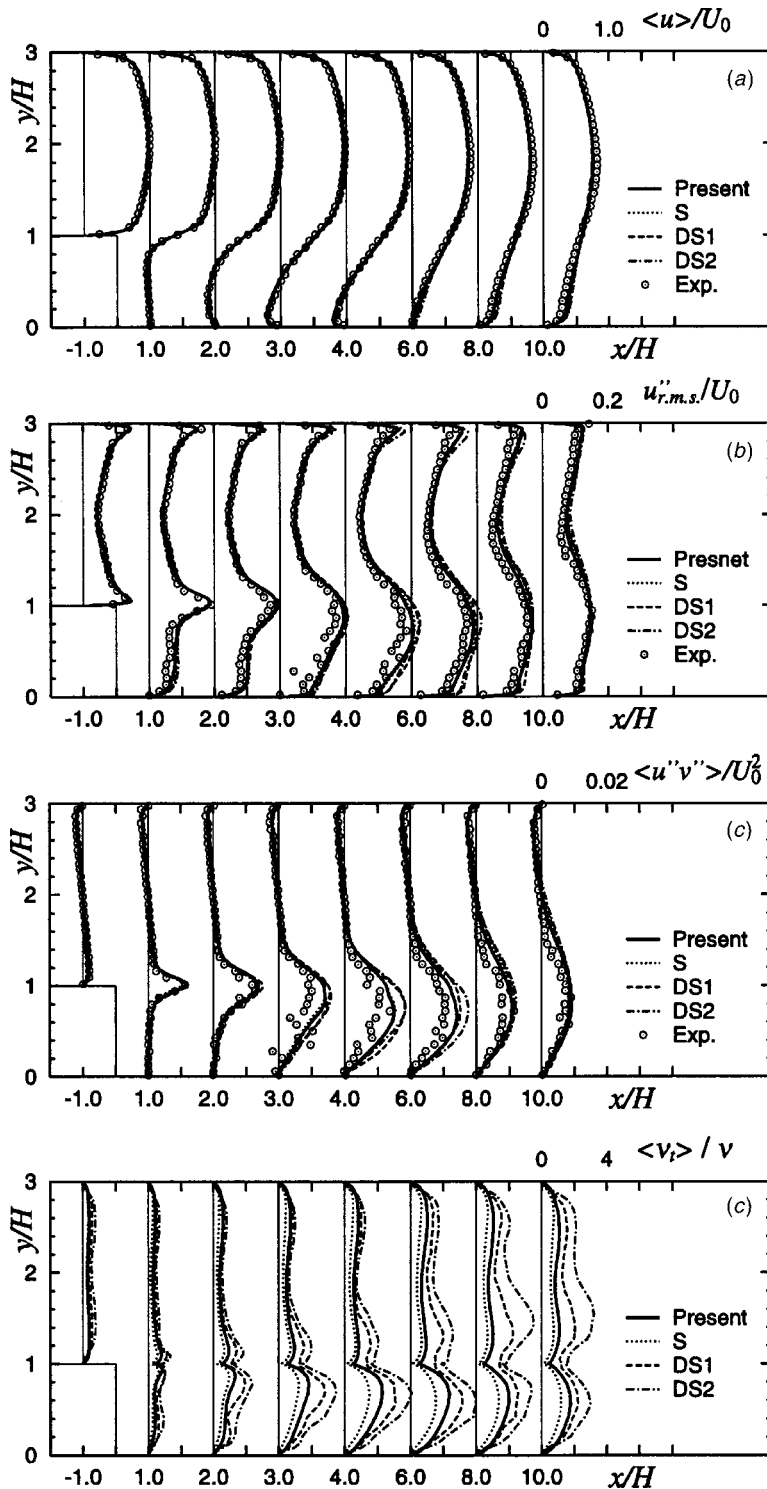 0 1.0 <u>/U0
3
2
1
0
y/H
(a)
Present
S
DS1
DS2
Exp.
-1.0 1.0 2.0 3.0 4.0 6.0 8.0 10.0
x/H
0 0.2 u''r.m.s./U0
3
2
1
0
y/H
(b)
Presnet
S
DS1
DS2
Exp.
-1.0 1.0 2.0 3.0 4.0 6.0 8.0 10.0
x/H
0 0.02 <u''v''>/U0^2
3
2
1
0
y/H
(c)
Present
S
DS1
DS2
Exp.
-1.0 1.0 2.0 3.0 4.0 6.0 8.0 10.0
x/H
0 4 <νt> / ν
3
2
1
0
y/H
(c)
Present
S
DS1
DS2
-1.0 1.0 2.0 3.0 4.0 6.0 8.0 10.0
x/H